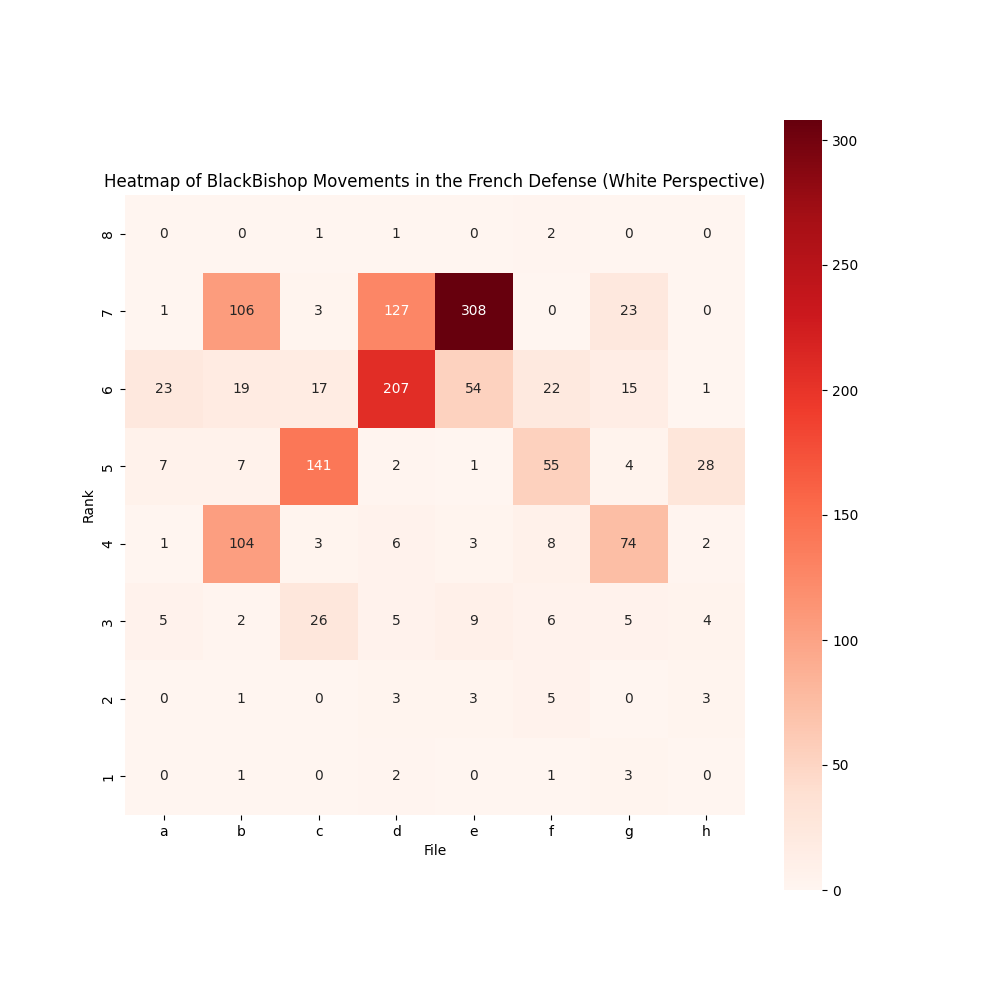 Heatmap of BlackBishop Movements in the French Defense (White Perspective)
8 0 0 1 1 0 2 0 0
7 1 106 3 127 308 0 23 0
6 23 19 17 207 54 22 15 1
5 7 7 141 2 1 55 4 28
4 1 104 3 6 3 8 74 2
3 5 2 26 5 9 6 5 4
2 0 1 0 3 3 5 0 3
1 0 1 0 2 0 1 3 0
a b c d e f g h
File
Rank
300
250
200
150
100
50
0